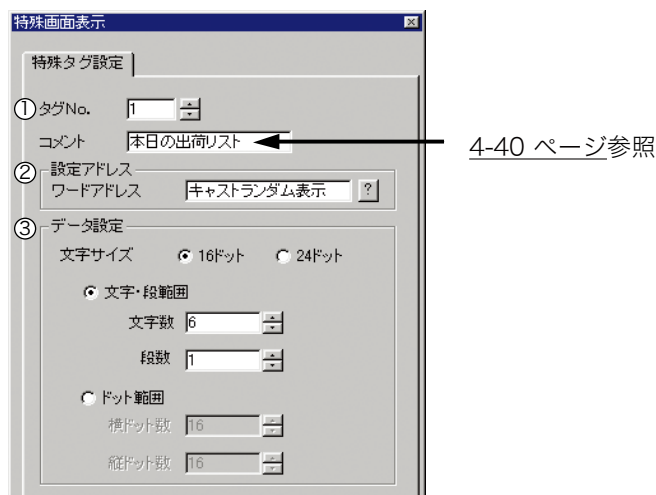 特殊画面表示
特殊タグ設定
① タグNo. 1
コメント 本日の出荷リスト
4-40 ページ参照
② 設定アドレス
ワードアドレス キャストランダム表示 ?
③ データ設定
文字サイズ 16ドット 24ドット
文字・段範囲
文字数 6
段数 1
ドット範囲
横ドット数 16
縦ドット数 16